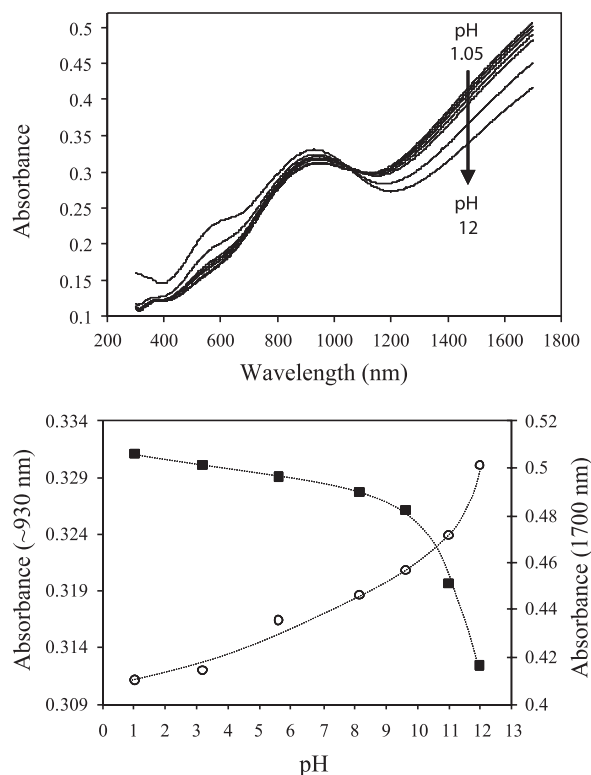 0.5
0.45
0.4
0.35
0.3
0.25
0.2
0.15
0.1
Absorbance
pH
1.05
pH
12
200 400 600 800 1000 1200 1400 1600 1800
Wavelength (nm)
0.334
0.329
0.324
0.319
0.314
0.309
Absorbance (~930 nm)
0.52
0.5
0.48
0.46
0.44
0.42
0.4
Absorbance (1700 nm)
0 1 2 3 4 5 6 7 8 9 10 11 12 13
pH